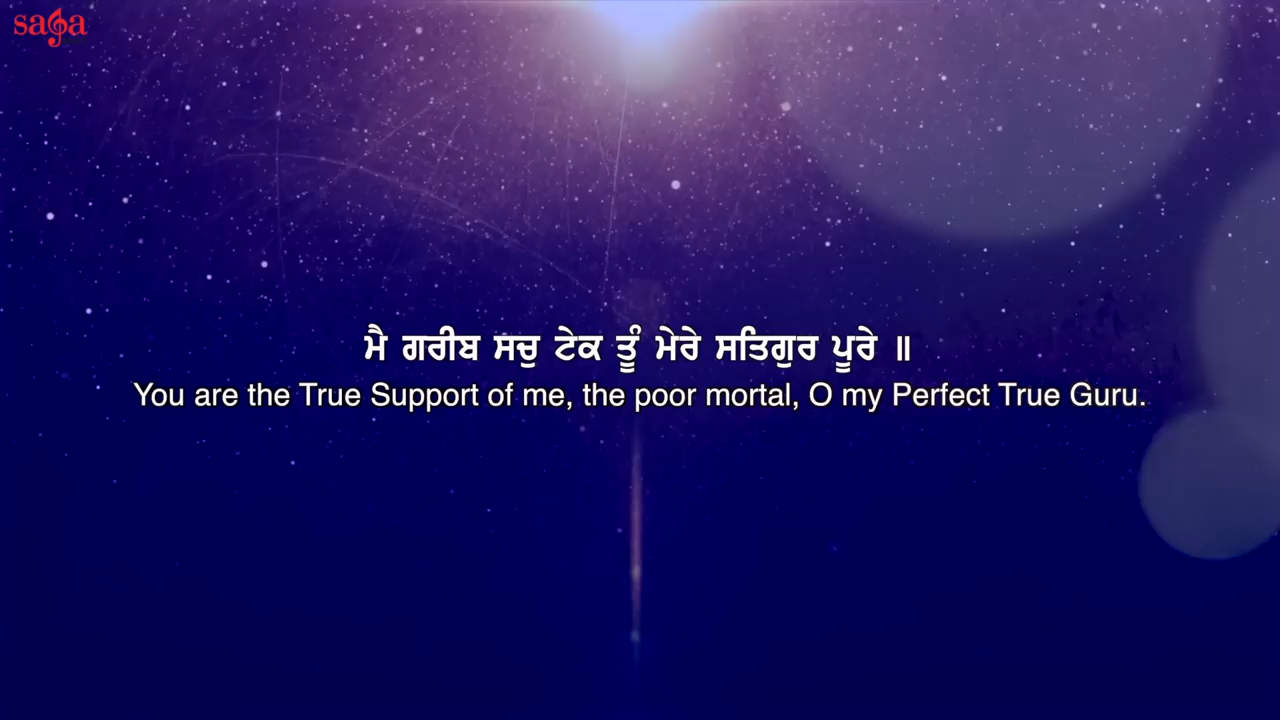 saga
ਮੈ ਗਰੀਬ ਸਚੁ ਟੇਕ ਤੂੰ ਮੇਰੇ ਸਤਿਗੁਰ ਪੂਰੇ ॥
You are the True Support of me, the poor mortal, O my Perfect True Guru.